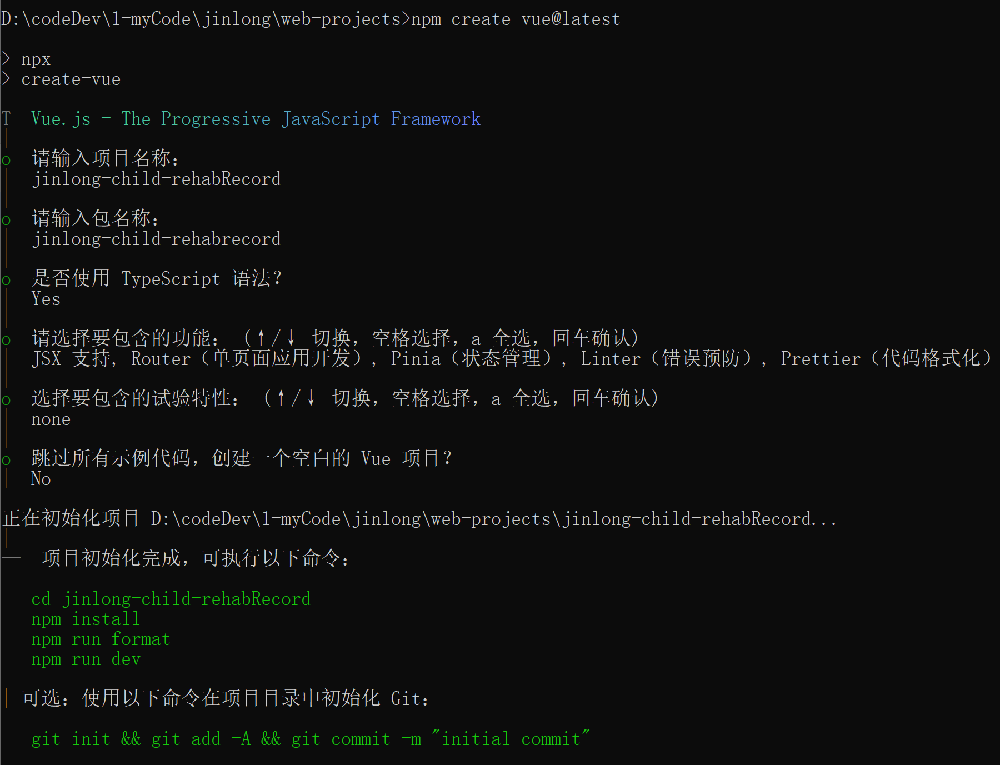 D:\codeDev\1-myCode\jinlong\web-projects>npm create vue@latest
> npx
> create-vue
T  Vue.js - The Progressive JavaScript Framework
o  请输入项目名称：
jinlong-child-rehabRecord
o  请输入包名称：
jinlong-child-rehabrecord
o  是否使用 TypeScript 语法？
Yes
o  请选择要包含的功能： (↑/↓ 切换，空格选择，a 全选，回车确认)
JSX 支持, Router（单页面应用开发）, Pinia（状态管理）, Linter（错误预防）, Prettier（代码格式化）
o  选择要包含的试验特性： (↑/↓ 切换，空格选择，a 全选，回车确认)
none
o  跳过所有示例代码，创建一个空白的 Vue 项目？
No
正在初始化项目 D:\codeDev\1-myCode\jinlong\web-projects\jinlong-child-rehabRecord...
—  项目初始化完成，可执行以下命令：
cd jinlong-child-rehabRecord
npm install
npm run format
npm run dev
| 可选：使用以下命令在项目目录中初始化 Git：
git init && git add -A && git commit -m "initial commit"